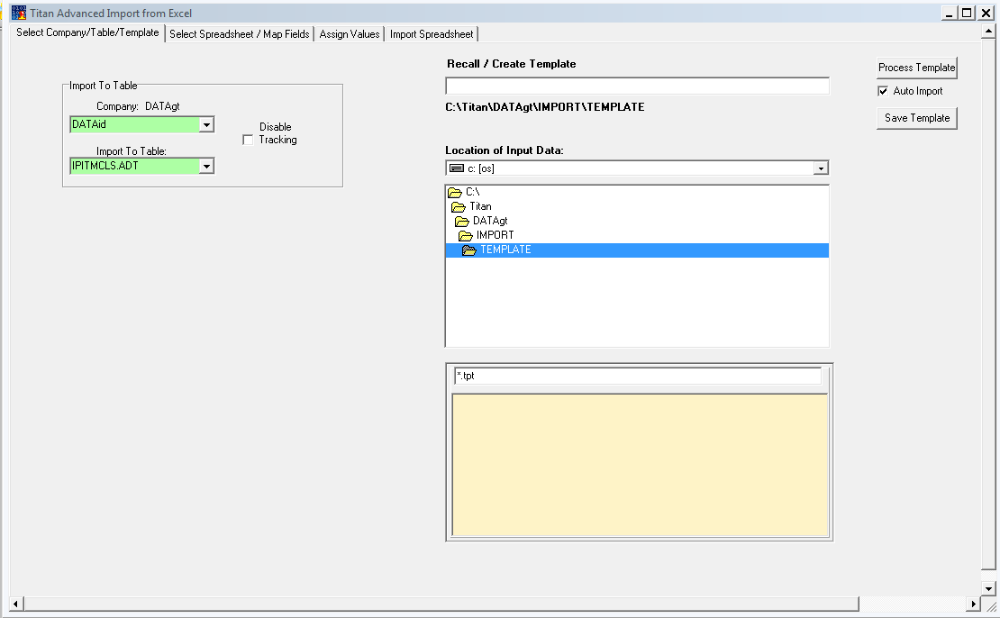 Titan Advanced Import from Excel
Select Company/Table/Template
Select Spreadsheet / Map Fields
Assign Values
Import Spreadsheet
Import To Table
Company: DATAgt
DATAid
Disable
Tracking
Import To Table:
IPITMCLS.ADT
Recall / Create Template
C:\Titan\DATAgt\IMPORT\TEMPLATE
Location of Input Data:
c: [os]
C:\
Titan
DATAgt
IMPORT
TEMPLATE
*.tpt
Process Template
Auto Import
Save Template